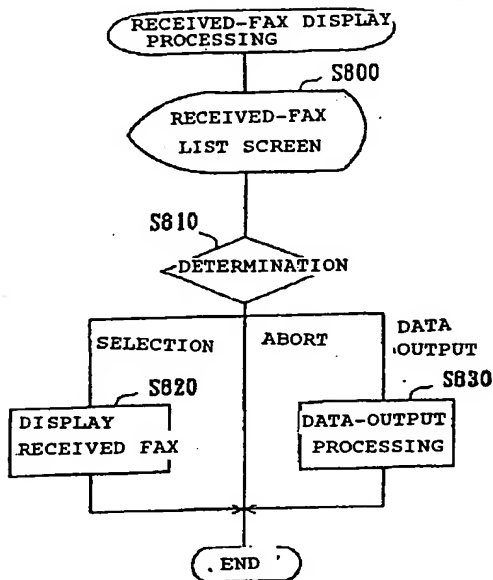 RECEIVED-FAX DISPLAY
PROCESSING
S800
RECEIVED-FAX
LIST SCREEN
S810
DETERMINATION
SELECTION
ABORT
DATA
OUTPUT
S820
S830
DISPLAY
RECEIVED FAX
DATA-OUTPUT
PROCESSING
END